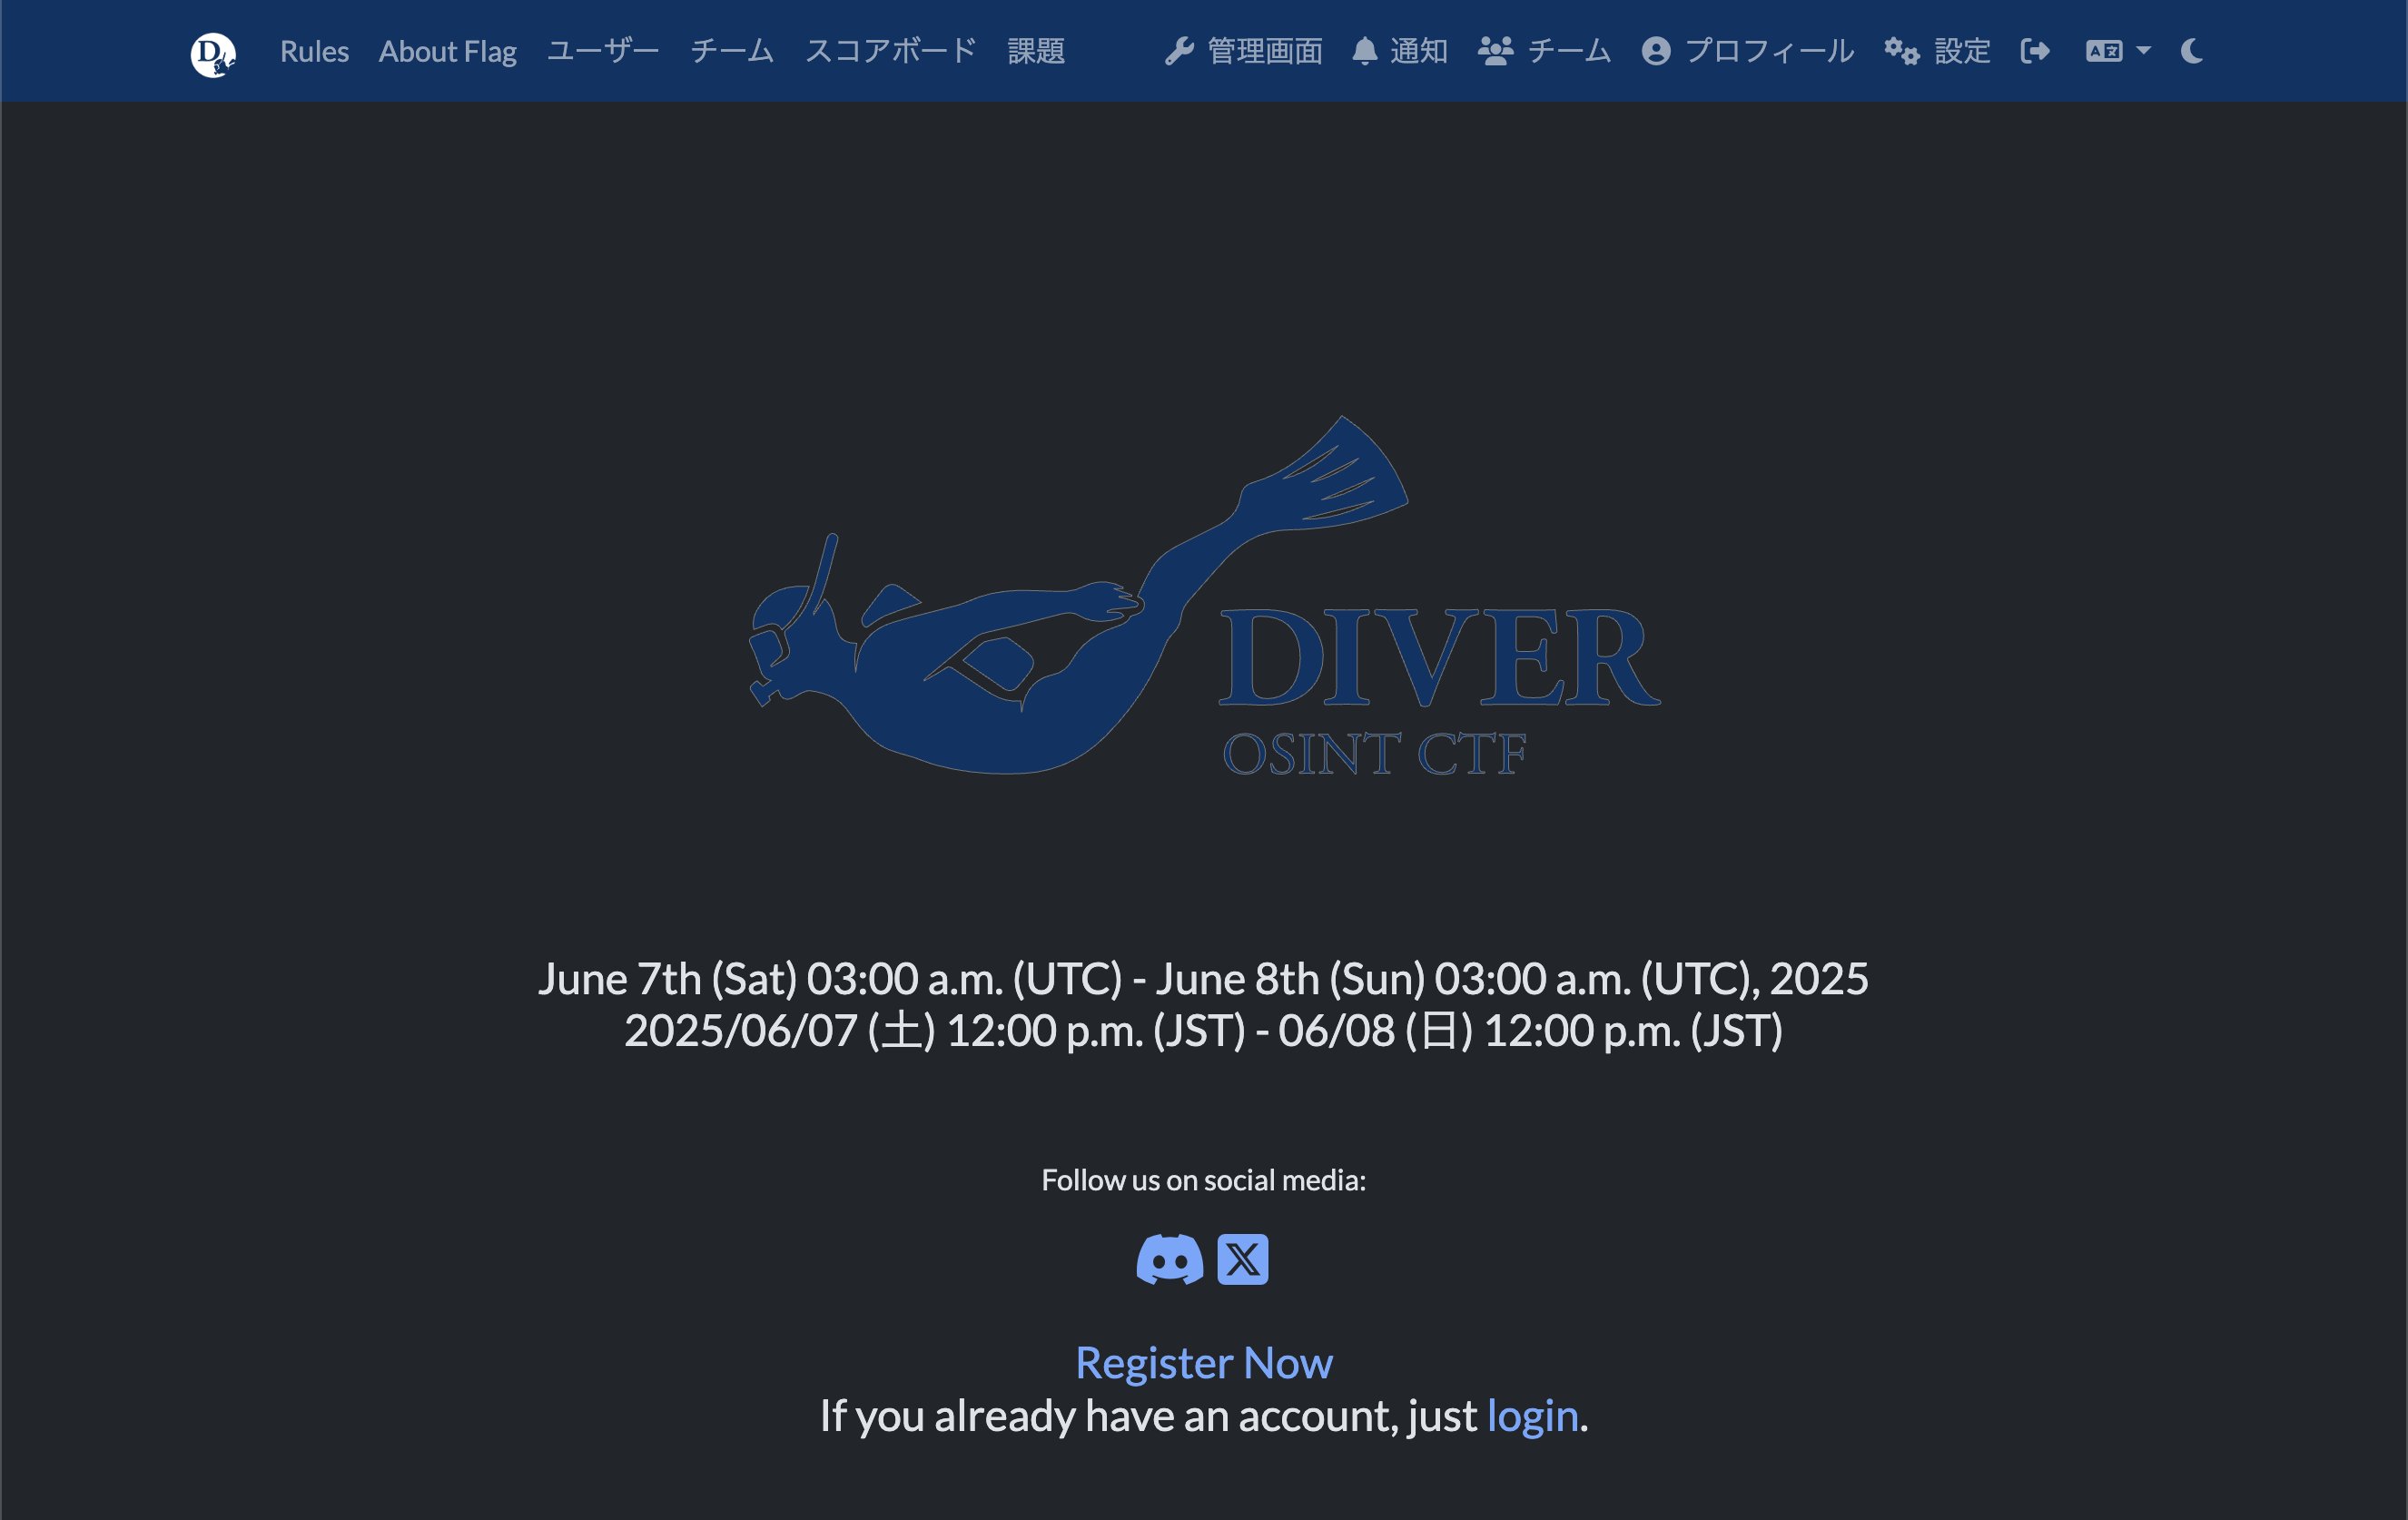 D Rules About Flag ユーザー チーム スコアボード 課題 管理画面 通知 チーム プロフィール 設定 A文
DIVER
OSINT CTF
June 7th (Sat) 03:00 a.m. (UTC) - June 8th (Sun) 03:00 a.m. (UTC), 2025
2025/06/07 (土) 12:00 p.m. (JST) - 06/08 (日) 12:00 p.m. (JST)
Follow us on social media:
X
Register Now
If you already have an account, just login.